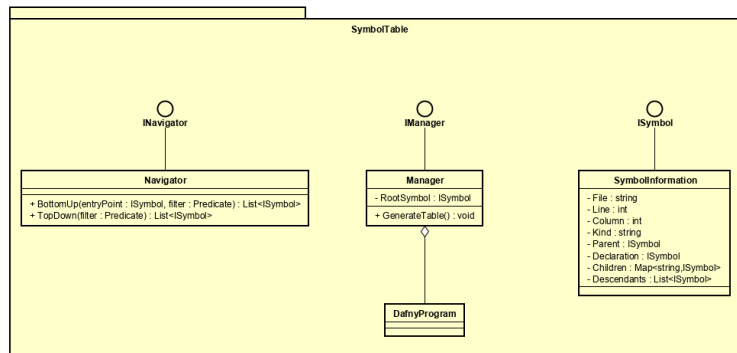 SymbolTable
INavigator
IManager
ISymbol
Navigator
+ BottomUp(entryPoint : ISymbol, filter : Predicate) : List<ISymbol>
+ TopDown(filter : Predicate) : List<ISymbol>
Manager
- RootSymbol : ISymbol
+ GenerateTable() : void
SymbolInformation
- File : string
- Line : int
- Column : int
- Kind : string
- Parent : ISymbol
- Declaration : ISymbol
- Children : Map<string,ISymbol>
- Descendants : List<ISymbol>
DafnyProgram